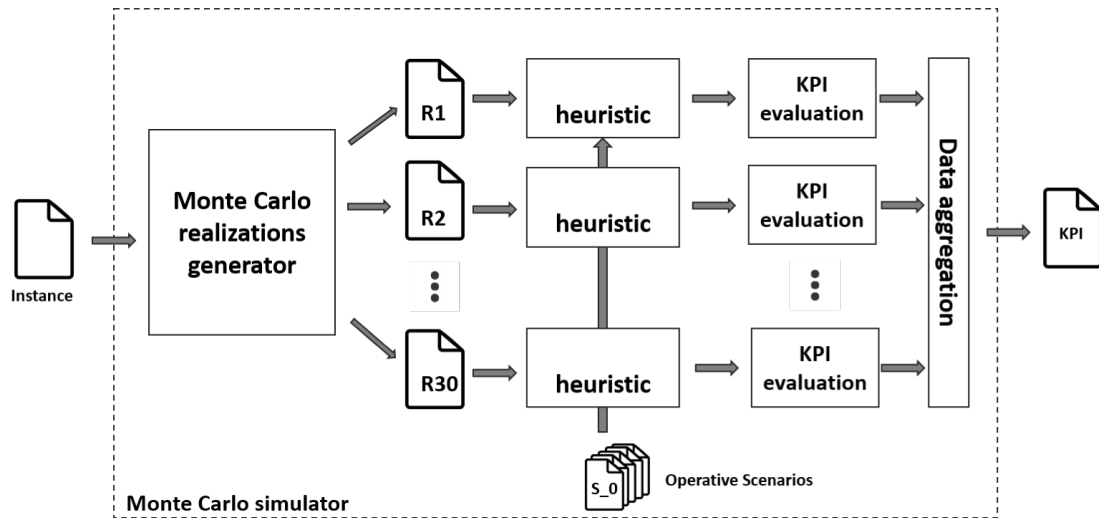 Instance
Monte Carlo
realizations
generator
R1
R2
R30
heuristic
heuristic
heuristic
KPI
evaluation
KPI
evaluation
KPI
evaluation
Data aggregation
KPI
S_0
Operative Scenarios
Monte Carlo simulator